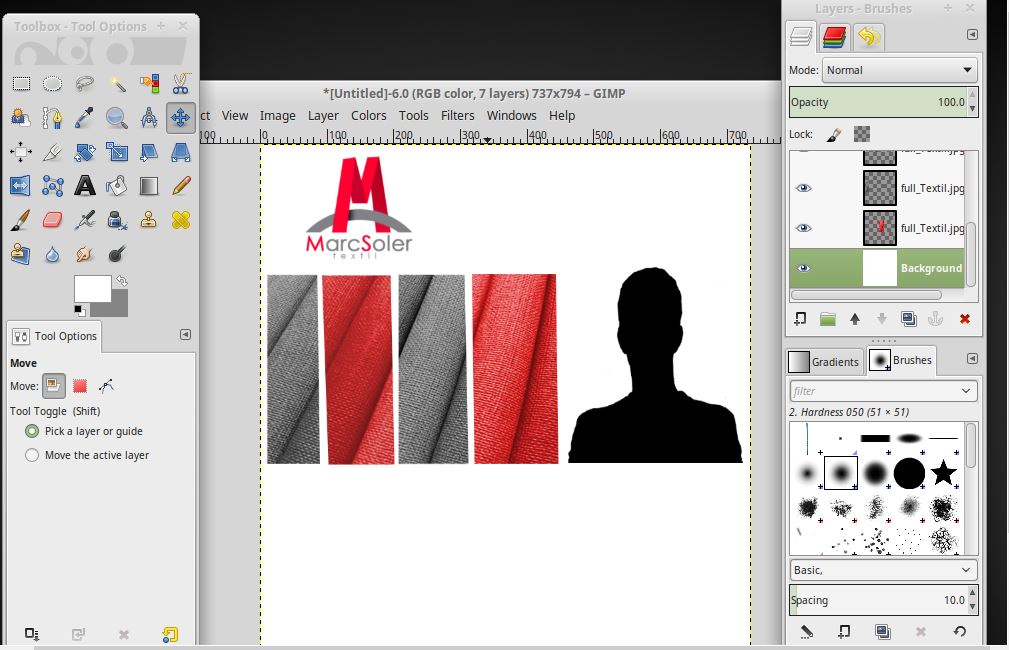 Layers - Brushes
Toolbox - Tool Options
Mode: Normal
*[Untitled]-6.0 (RGB color, 7 layers) 737x794 – GIMP
Opacity 100.0
ct View Image Layer Colors Tools Filters Windows Help
Lock:
100 0 100 200 300 400 500 600 700
full_Textil.jpg
full_Textil.jpg
full_Textil.jpg
Background
MarcSoler
textil
Tool Options
Move
Move:
Tool Toggle (Shift)
Pick a layer or guide
Move the active layer
Gradients Brushes
filter
2. Hardness 050 (51 × 51)
Basic,
Spacing 10.0